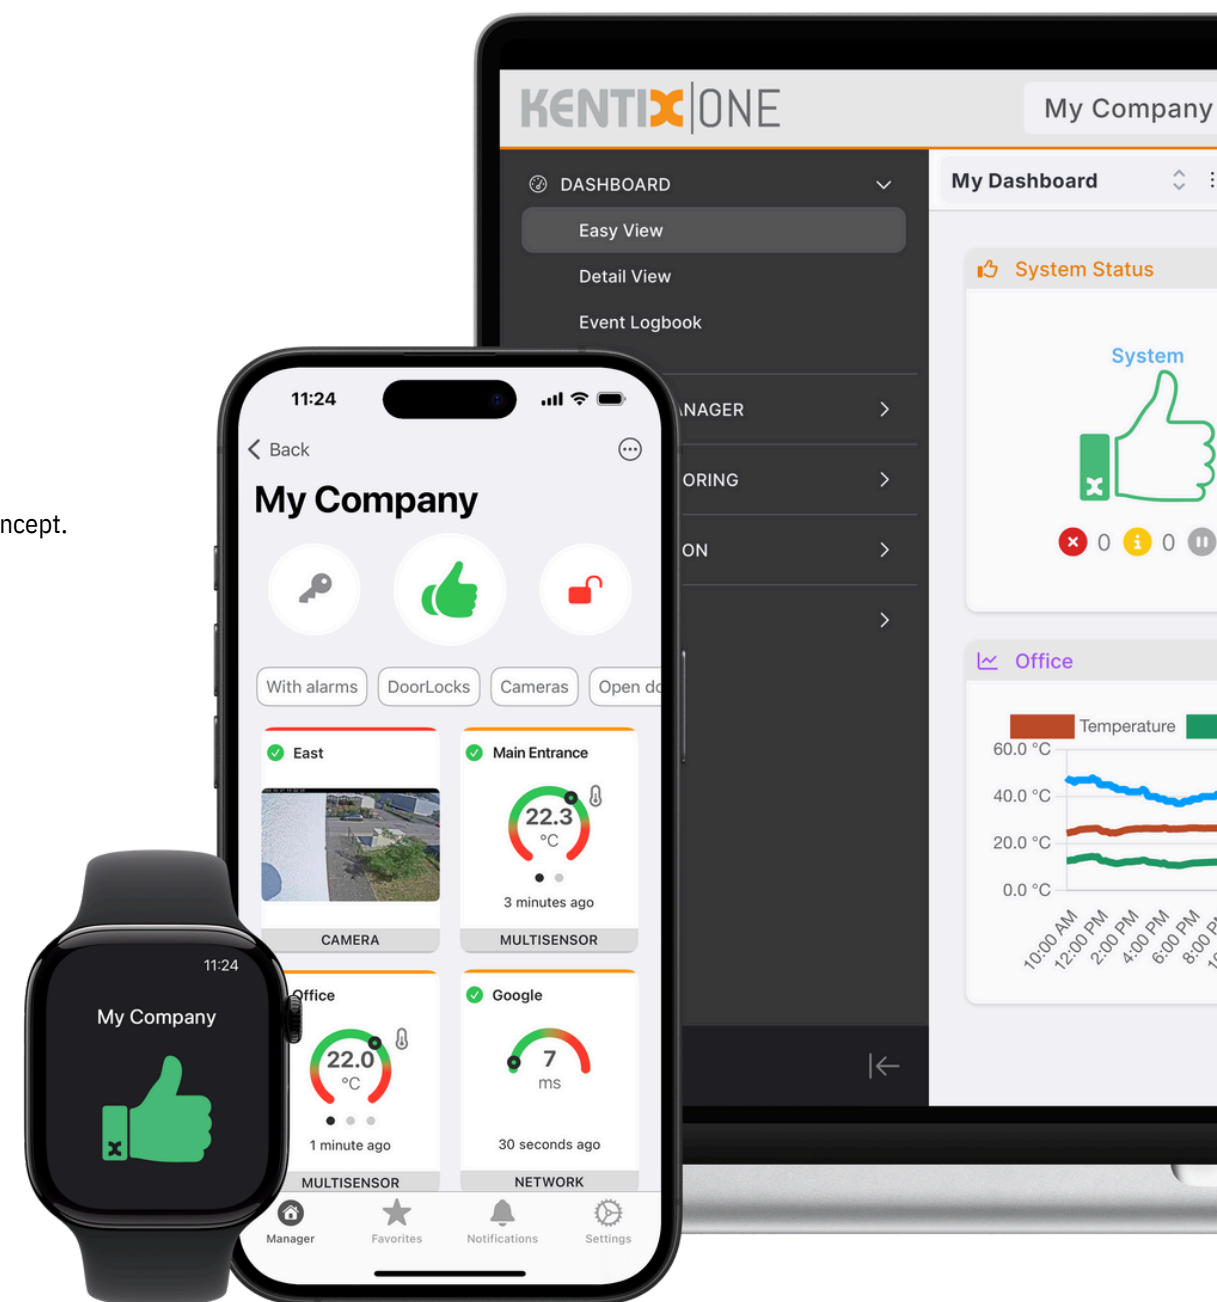 KENTIX|ONE
My Company
DASHBOARD
Easy View
Detail View
Event Logbook
NAGER
ORING
ON
My Dashboard
System Status
System
0
0
Office
Temperature
60.0 °C
40.0 °C
20.0 °C
0.0 °C
10:00 AM
12:00 PM
2:00 PM
4:00 PM
6:00 PM
8:00 PM
ncept.
11:24
Back
My Company
With alarms
DoorLocks
Cameras
Open do
East
CAMERA
Main Entrance
22.3
°C
3 minutes ago
MULTISENSOR
Office
22.0
°C
1 minute ago
MULTISENSOR
Google
7
ms
30 seconds ago
NETWORK
Manager
Favorites
Notifications
Settings
11:24
My Company